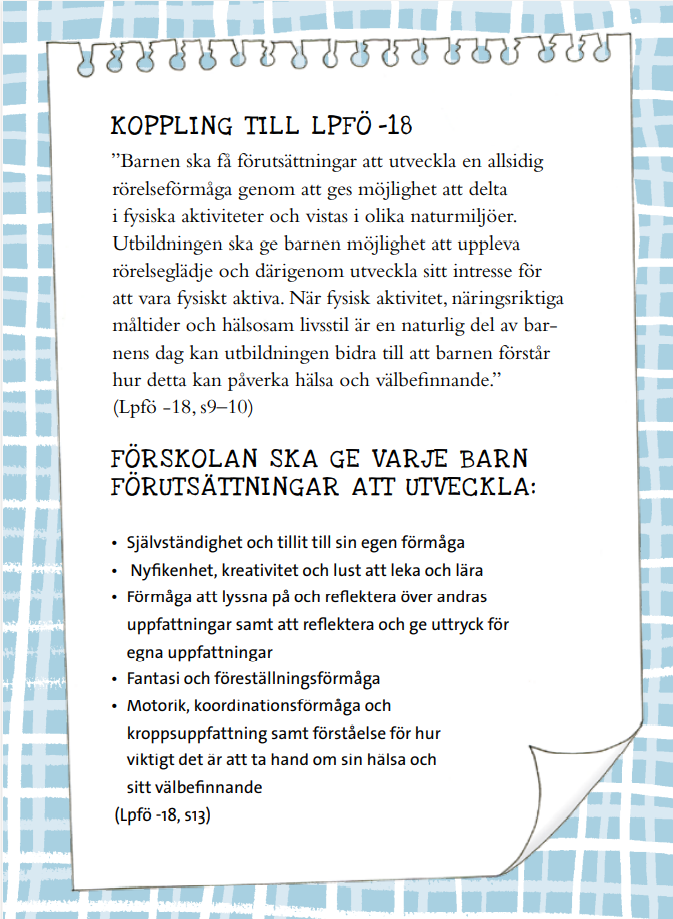 KOPPLING TILL LPFÖ -18
”Barnen ska få förutsättningar att utveckla en allsidig
rörelseförmåga genom att ges möjlighet att delta
i fysiska aktiviteter och vistas i olika naturmiljöer.
Utbildningen ska ge barnen möjlighet att uppleva
rörelseglädje och därigenom utveckla sitt intresse för
att vara fysiskt aktiva. När fysisk aktivitet, näringsriktiga
måltider och hälsosam livsstil är en naturlig del av bar-
nens dag kan utbildningen bidra till att barnen förstår
hur detta kan påverka hälsa och välbefinnande.”
(Lpfö -18, s9–10)
FÖRSKOLAN SKA GE VARJE BARN
FÖRUTSÄTTNINGAR ATT UTVECKLA:
• Självständighet och tillit till sin egen förmåga
• Nyfikenhet, kreativitet och lust att leka och lära
• Förmåga att lyssna på och reflektera över andras
uppfattningar samt att reflektera och ge uttryck för
egna uppfattningar
• Fantasi och föreställningsförmåga
• Motorik, koordinationsförmåga och
kroppsuppfattning samt förståelse för hur
viktigt det är att ta hand om sin hälsa och
sitt välbefinnande
(Lpfö -18, s13)